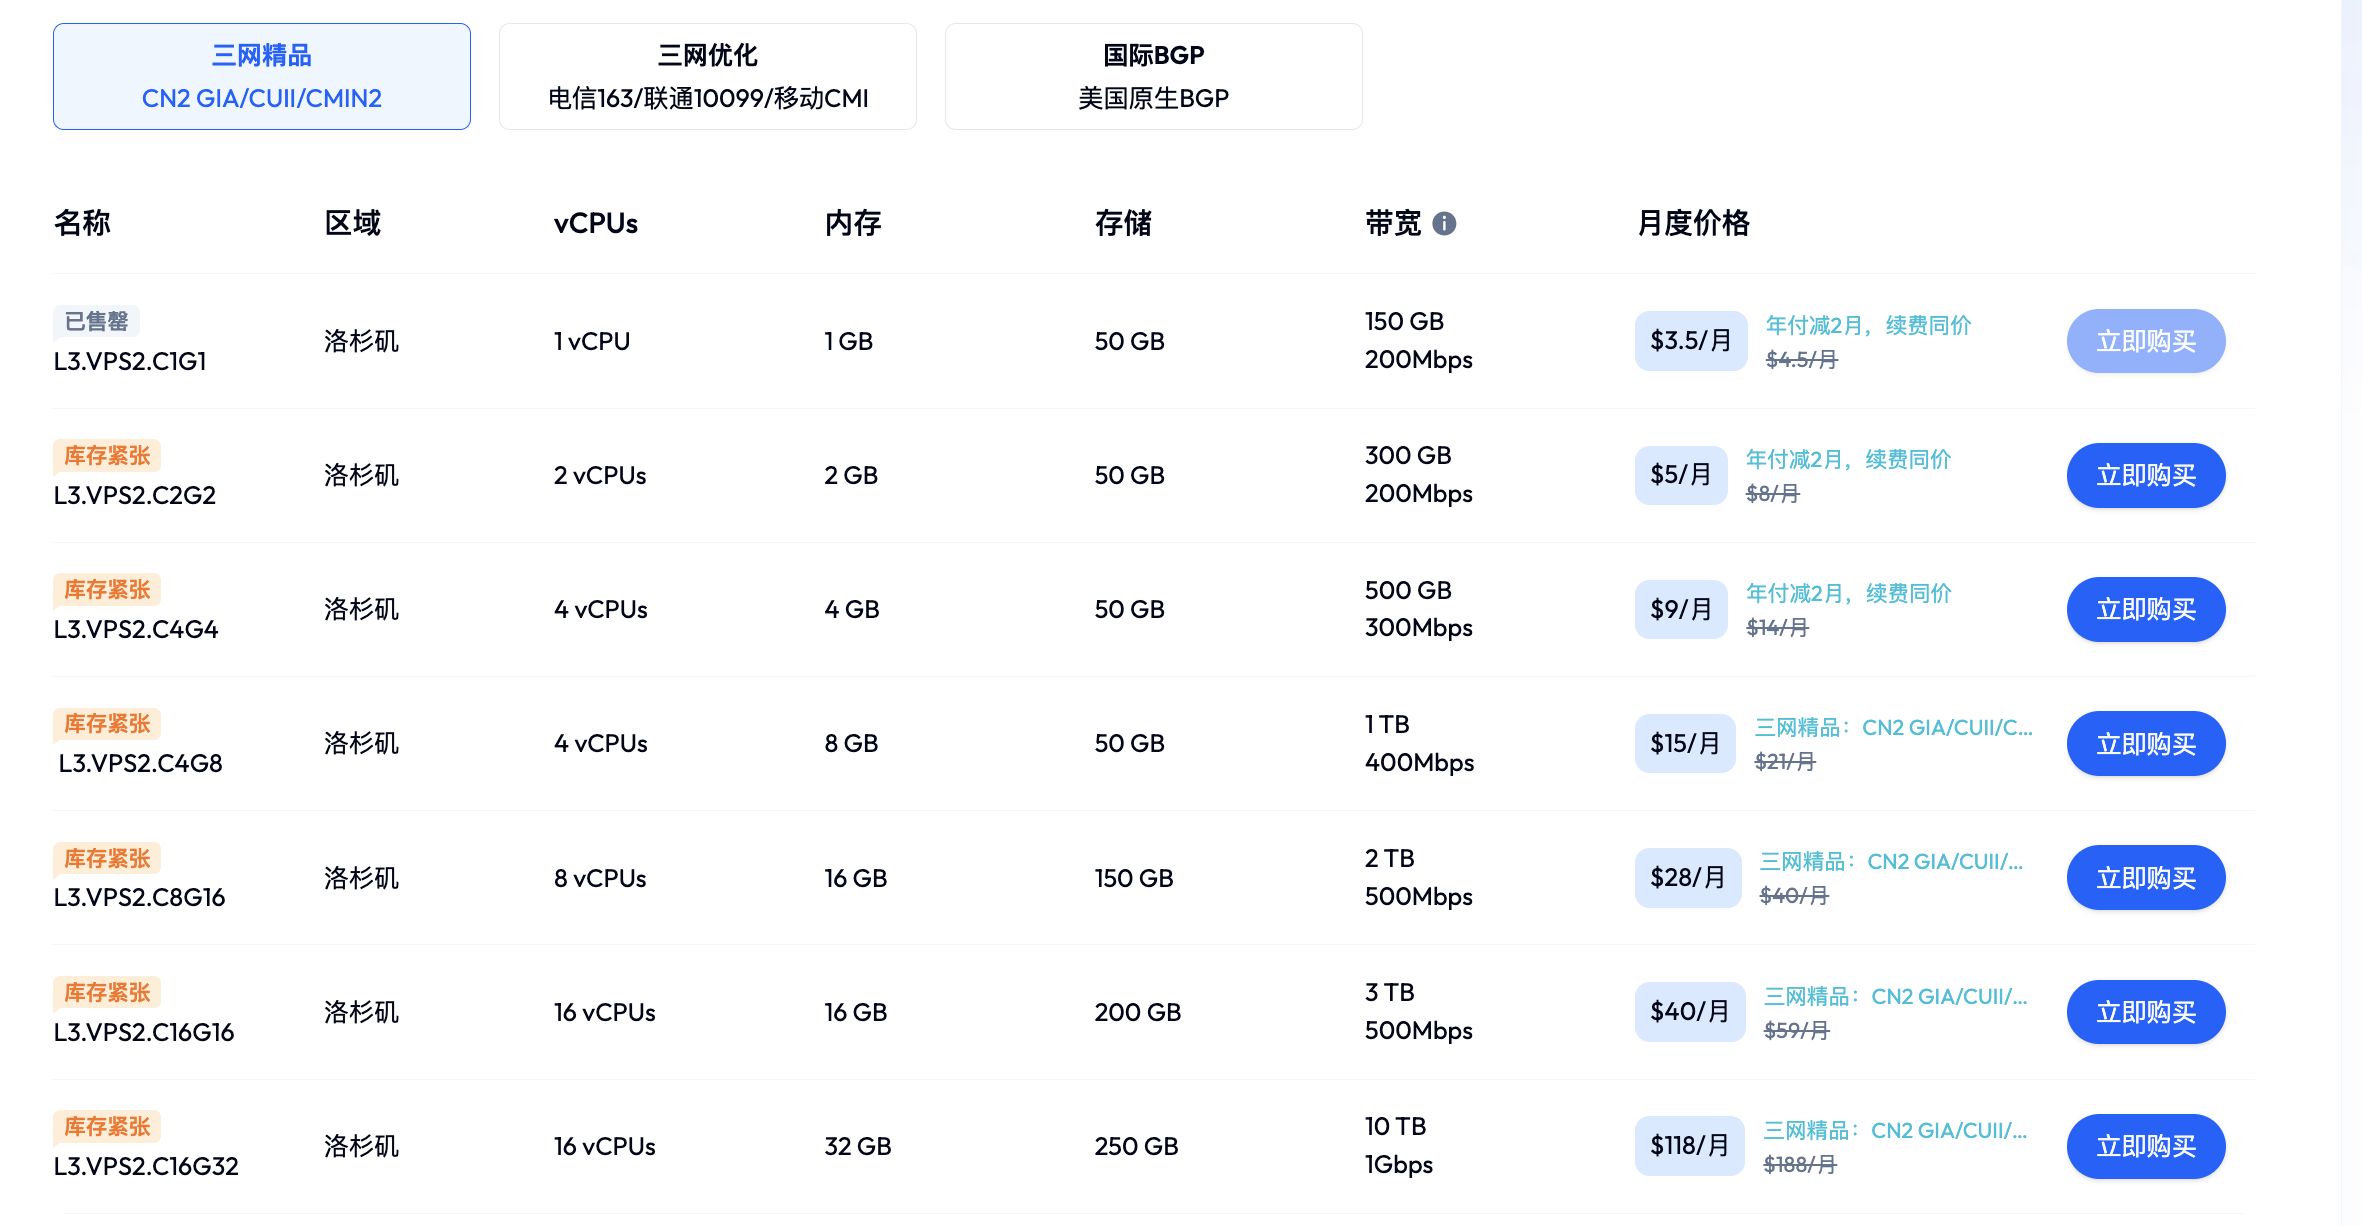 三网精品
CN2 GIA/CUII/CMIN2
三网优化
电信163/联通10099/移动CMI
国际BGP
美国原生BGP
名称 区域 vCPUs 内存 存储 带宽 月度价格
已售罄
L3.VPS2.C1G1
洛杉矶
1 vCPU
1 GB
50 GB
150 GB
200Mbps
$3.5/月
年付减2月，续费同价
$4.5/月
立即购买
库存紧张
L3.VPS2.C2G2
洛杉矶
2 vCPUs
2 GB
50 GB
300 GB
200Mbps
$5/月
年付减2月，续费同价
$8/月
立即购买
库存紧张
L3.VPS2.C4G4
洛杉矶
4 vCPUs
4 GB
50 GB
500 GB
300Mbps
$9/月
年付减2月，续费同价
$14/月
立即购买
库存紧张
L3.VPS2.C4G8
洛杉矶
4 vCPUs
8 GB
50 GB
1 TB
400Mbps
$15/月
三网精品：CN2 GIA/CUII/C...
$21/月
立即购买
库存紧张
L3.VPS2.C8G16
洛杉矶
8 vCPUs
16 GB
150 GB
2 TB
500Mbps
$28/月
三网精品：CN2 GIA/CUII/...
$40/月
立即购买
库存紧张
L3.VPS2.C16G16
洛杉矶
16 vCPUs
16 GB
200 GB
3 TB
500Mbps
$40/月
三网精品：CN2 GIA/CUII/...
$59/月
立即购买
库存紧张
L3.VPS2.C16G32
洛杉矶
16 vCPUs
32 GB
250 GB
10 TB
1Gbps
$118/月
三网精品：CN2 GIA/CUII/...
$188/月
立即购买